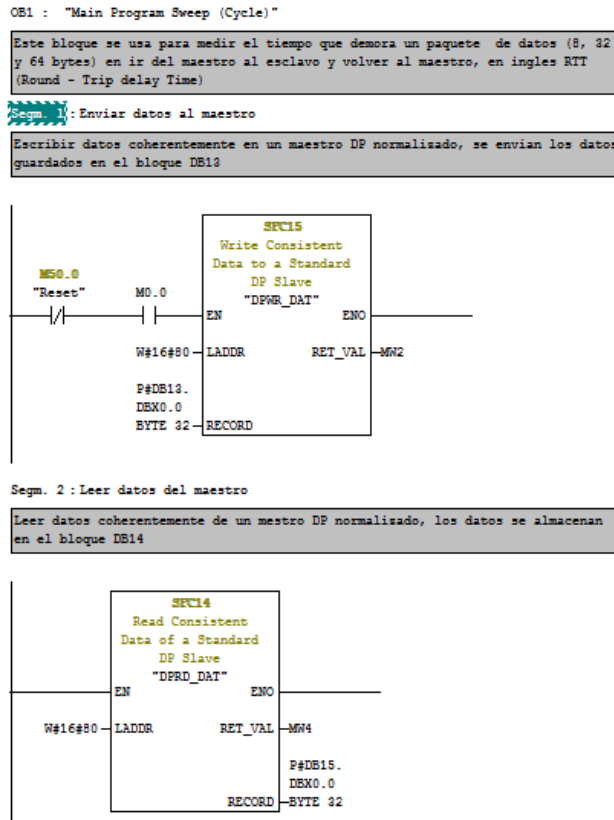 OB1 : "Main Program Sweep (Cycle)"
Este bloque se usa para medir el tiempo que demora un paquete de datos (8, 32
y 64 bytes) en ir del maestro al esclavo y volver al maestro, en ingles RTT
(Round - Trip delay Time)
Segm. 1 : Enviar datos al maestro
Escribir datos coherentemente en un maestro DP normalizado, se envian los datos
guardados en el bloque DB13
SFC15
Write Consistent
Data to a Standard
DP Slave
"DPWR_DAT"
M50.0
"Reset" M0.0
EN ENO
W#16#80 LADDR RET_VAL MW2
P#DB13.
DBX0.0
BYTE 32 RECORD
Segm. 2 : Leer datos del maestro
Leer datos coherentemente de un mestro DP normalizado, los datos se almacenan
en el bloque DB14
SFC14
Read Consistent
Data of a Standard
DP Slave
"DPRD_DAT"
EN ENO
W#16#80 LADDR RET_VAL MW4
P#DB15.
DBX0.0
RECORD BYTE 32